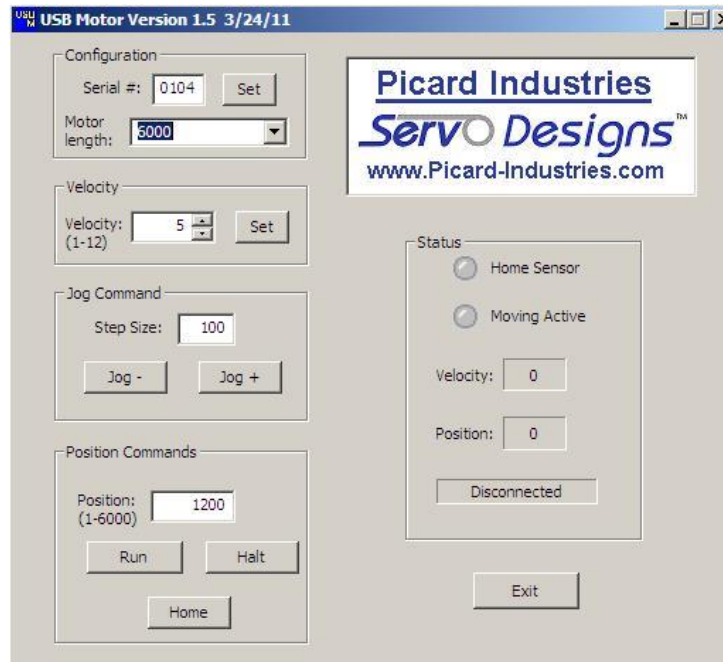 USB Motor Version 1.5 3/24/11
Configuration
Serial #: 0104 Set
Motor
length: 6000
Velocity
Velocity: 5 Set
(1-12)
Jog Command
Step Size: 100
Jog - Jog +
Position Commands
Position: 1200
(1-6000)
Run Halt
Home
Picard Industries
Servo Designs™
www.Picard-Industries.com
Status
Home Sensor
Moving Active
Velocity: 0
Position: 0
Disconnected
Exit